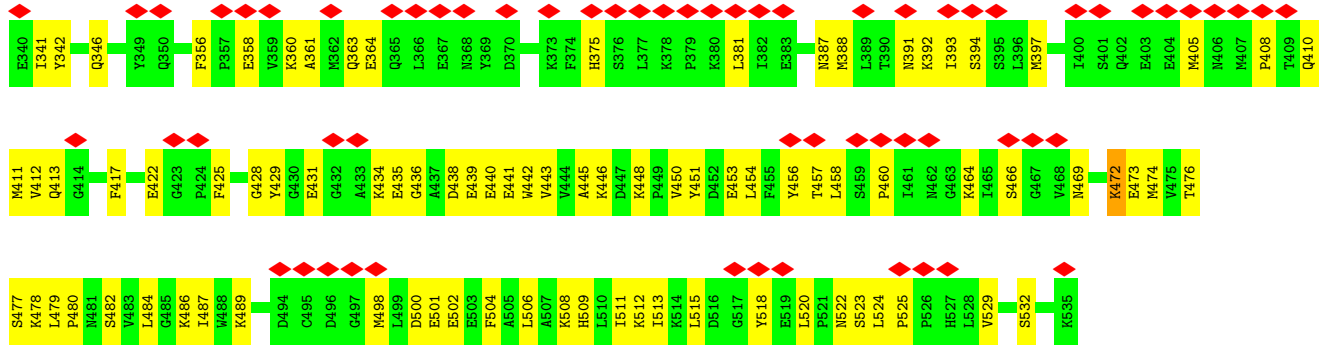 E340 I341 Y342 Q346 Y349 Q350 F356 P357 E358 V359 K360 A361 M362 Q363 E364 Q365 L366 E367 N368 Y369 D370 K373 F374 H375 S376 L377 K378 P379 K380 L381 I382 E383 N387 M388 L389 T390 N391 K392 I393 S394 S395 L396 M397 I400 S401 Q402 E403 E404 M405 N406 M407 P408 T409 Q410
M411 V412 Q413 G414 F417 E422 G423 P424 F425 G428 Y429 G430 E431 G432 A433 K434 E435 G436 A437 D438 E439 E440 E441 W442 V443 V444 A445 K446 D447 K448 P449 V450 Y451 D452 E453 L454 F455 Y456 T457 L458 S459 P460 I461 N462 G463 K464 I465 S466 G467 V468 N469 K472 E473 M474 V475 T476
S477 K478 L479 P480 N481 S482 V483 L484 G485 K486 I487 W488 K489 D494 C495 D496 G497 M498 L499 D500 E501 E502 E503 F504 A505 L506 A507 K508 H509 L510 I511 K512 I513 K514 L515 D516 G517 Y518 E519 L520 P521 N522 S523 L524 P525 P526 H527 L528 V529 S532 K535